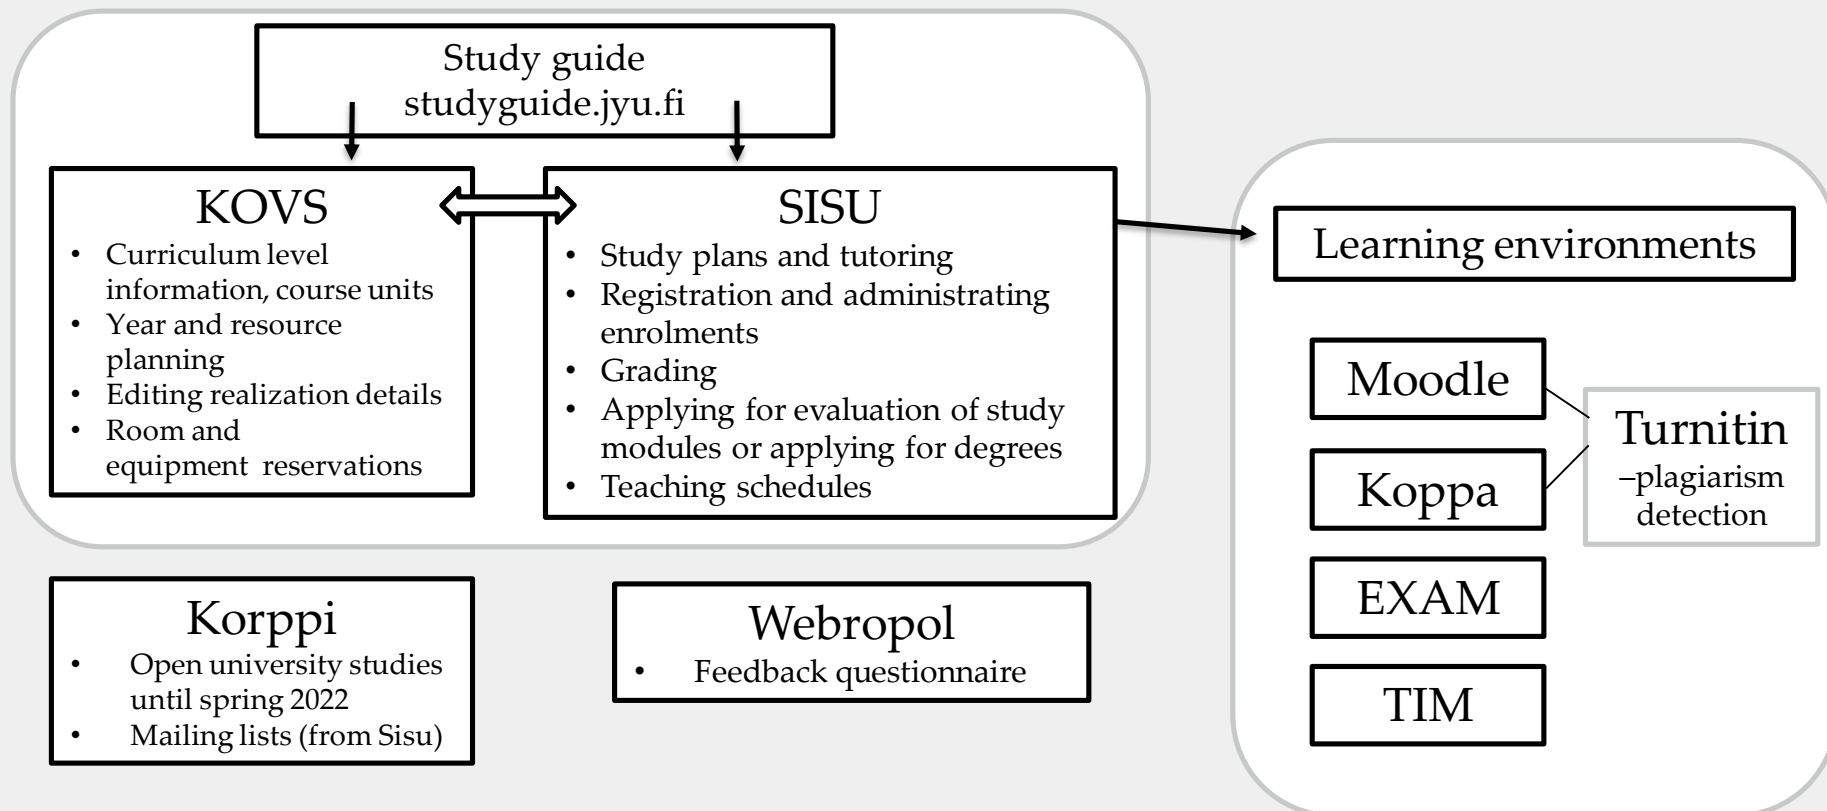 Study guide
studyguide.jyu.fi
KOVS
• Curriculum level
information, course units
• Year and resource
planning
• Editing realization details
• Room and
equipment reservations
SISU
• Study plans and tutoring
• Registration and administrating
enrolments
• Grading
• Applying for evaluation of study
modules or applying for degrees
• Teaching schedules
Korppi
• Open university studies
until spring 2022
• Mailing lists (from Sisu)
Webropol
• Feedback questionnaire
Learning environments
Moodle
Koppa
EXAM
TIM
Turnitin
–plagiarism
detection